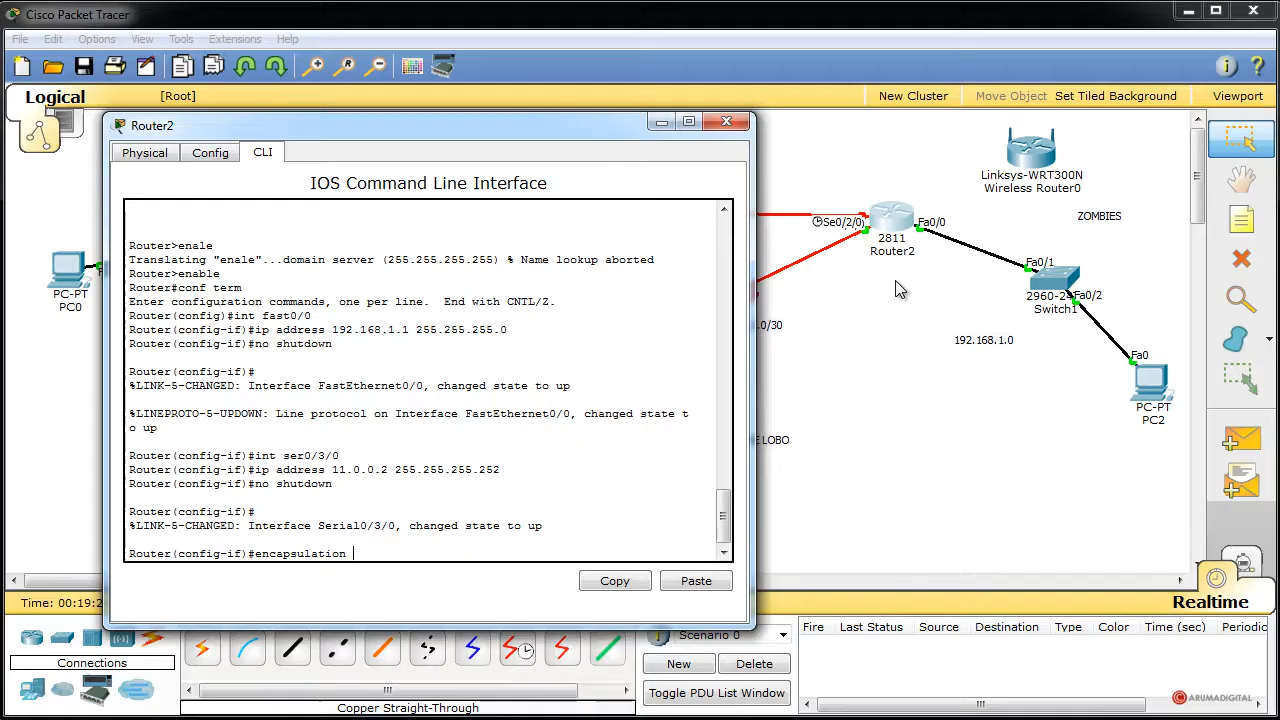 Cisco Packet Tracer
File Edit Options View Tools Extensions Help
Logical [Root] New Cluster Move Object Set Tiled Background Viewport
Router2
Physical Config CLI
IOS Command Line Interface
Router>enale
Translating "enale"...domain server (255.255.255.255) % Name lookup aborted
Router>enable
Router#conf term
Enter configuration commands, one per line. End with CNTL/Z.
Router(config)#int fast0/0
Router(config-if)#ip address 192.168.1.1 255.255.255.0
Router(config-if)#no shutdown
Router(config-if)#
%LINK-5-CHANGED: Interface FastEthernet0/0, changed state to up
%LINEPROTO-5-UPDOWN: Line protocol on Interface FastEthernet0/0, changed state t
o up
Router(config-if)#int ser0/3/0
Router(config-if)#ip address 11.0.0.2 255.255.255.252
Router(config-if)#no shutdown
Router(config-if)#
%LINK-5-CHANGED: Interface Serial0/3/0, changed state to up
Router(config-if)#encapsulation
Copy Paste
PC-PT
PC0
Linksys-WRT300N
Wireless Router0
ZOMBIES
Se0/2/0 Fa0/0
2811
Router2
Fa0/1
2960-2
Fa0/2
Switch1
.0/30
192.168.1.0
Fa0
PC-PT
PC2
E LOBO
Time: 00:19:2
Realtime
Connections
Copper Straight-Through
Scenario 0
New Delete
Toggle PDU List Window
Fire Last Status Source Destination Type Color Time (sec) Periodic
ARUMADIGITAL